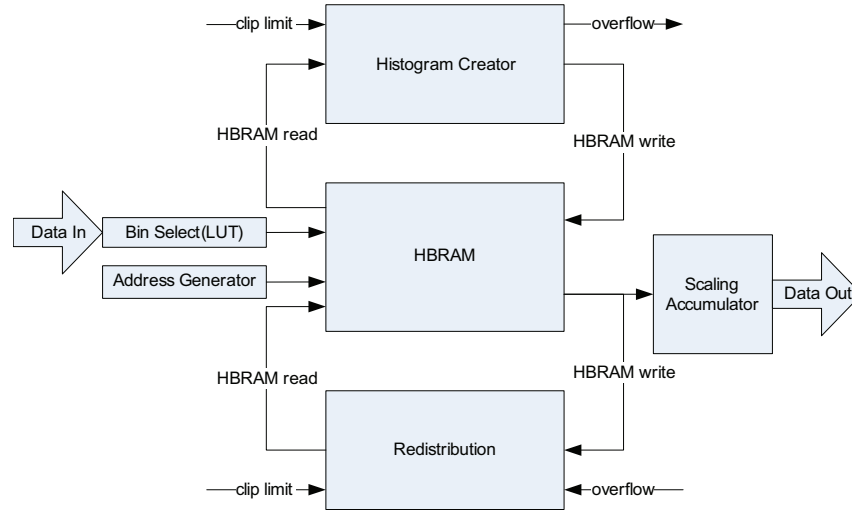 clip limit
overflow
Histogram Creator
HBRAM read
HBRAM write
Data In
Bin Select(LUT)
HBRAM
Address Generator
Scaling
Accumulator
Data Out
HBRAM read
HBRAM write
Redistribution
clip limit
overflow